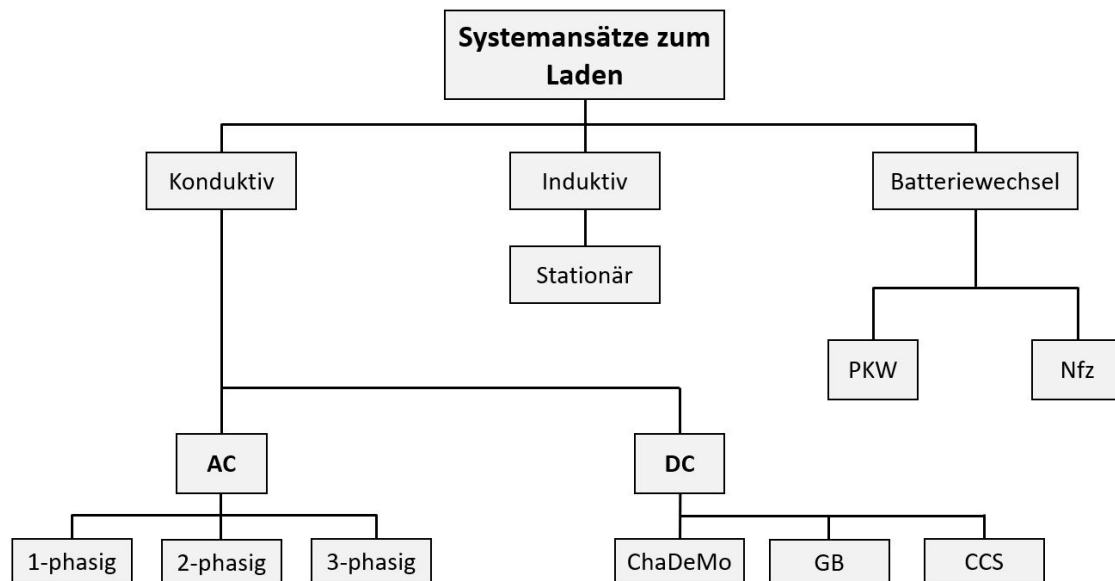 Systemansätze zum
Laden
Konduktiv
Induktiv
Batteriewechsel
Stationär
PKW
Nfz
AC
DC
1-phasig
2-phasig
3-phasig
ChaDeMo
GB
CCS